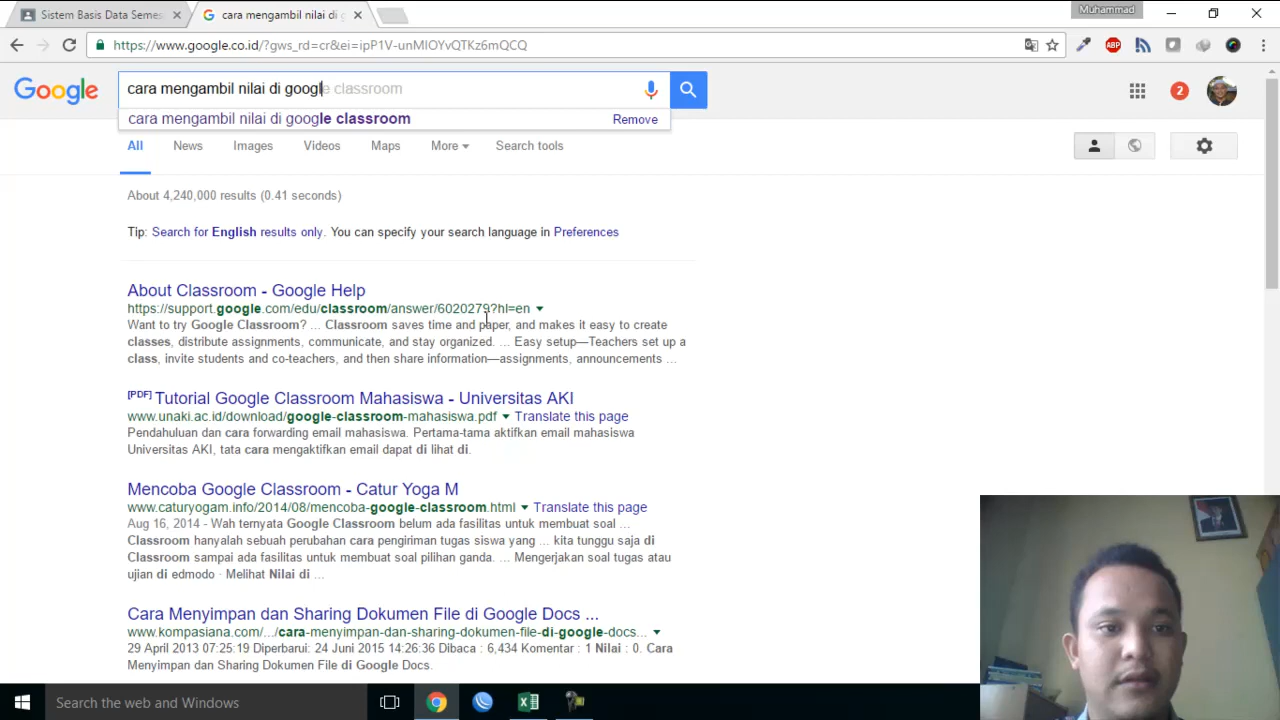 Sistem Basis Data Semes
cara mengambil nilai di g
Muhammad
https://www.google.co.id/?gws_rd=cr&ei=ipP1V-unMIOYvQTKz6mQCQ
ABP
Google
cara mengambil nilai di google classroom
2
cara mengambil nilai di google classroom
Remove
All News Images Videos Maps More Search tools
About 4,240,000 results (0.41 seconds)
Tip: Search for English results only. You can specify your search language in Preferences
About Classroom - Google Help
https://support.google.com/edu/classroom/answer/6020279?hl=en
Want to try Google Classroom? ... Classroom saves time and paper, and makes it easy to create
classes, distribute assignments, communicate, and stay organized. ... Easy setup—Teachers set up a
class, invite students and co-teachers, and then share information—assignments, announcements ...
[PDF] Tutorial Google Classroom Mahasiswa - Universitas AKI
www.unaki.ac.id/download/google-classroom-mahasiswa.pdf Translate this page
Pendahuluan dan cara forwarding email mahasiswa. Pertama-tama aktifkan email mahasiswa
Universitas AKI, tata cara mengaktifkan email dapat di lihat di.
Mencoba Google Classroom - Catur Yoga M
www.caturyogam.info/2014/08/mencoba-google-classroom.html Translate this page
Aug 16, 2014 - Wah ternyata Google Classroom belum ada fasilitas untuk membuat soal ...
Classroom hanyalah sebuah perubahan cara pengiriman tugas siswa yang ... kita tunggu saja di
Classroom sampai ada fasilitas untuk membuat soal pilihan ganda. ... Mengerjakan soal tugas atau
ujian di edmodo · Melihat Nilai di ...
Cara Menyimpan dan Sharing Dokumen File di Google Docs ...
www.kompasiana.com/.../cara-menyimpan-dan-sharing-dokumen-file-di-google-docs...
29 April 2013 07:25:19 Diperbarui: 24 Juni 2015 14:26:36 Dibaca : 6,434 Komentar : 1 Nilai : 0. Cara
Menyimpan dan Sharing Dokumen File di Google Docs.
Search the web and Windows